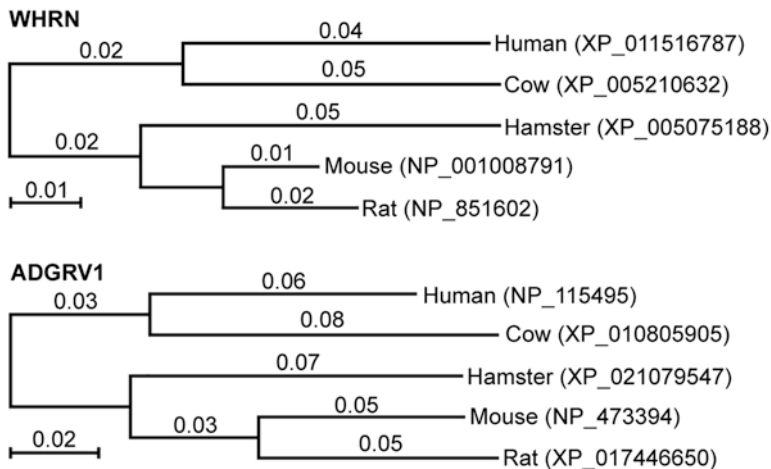 WHRN
0.04
Human (XP_011516787)
0.02
0.05
Cow (XP_005210632)
0.05
Hamster (XP_005075188)
0.02
0.01
Mouse (NP_001008791)
0.01
0.02
Rat (NP_851602)
ADGRV1
0.06
Human (NP_115495)
0.03
0.08
Cow (XP_010805905)
0.07
Hamster (XP_021079547)
0.05
Mouse (NP_473394)
0.03
0.02
0.05
Rat (XP_017446650)